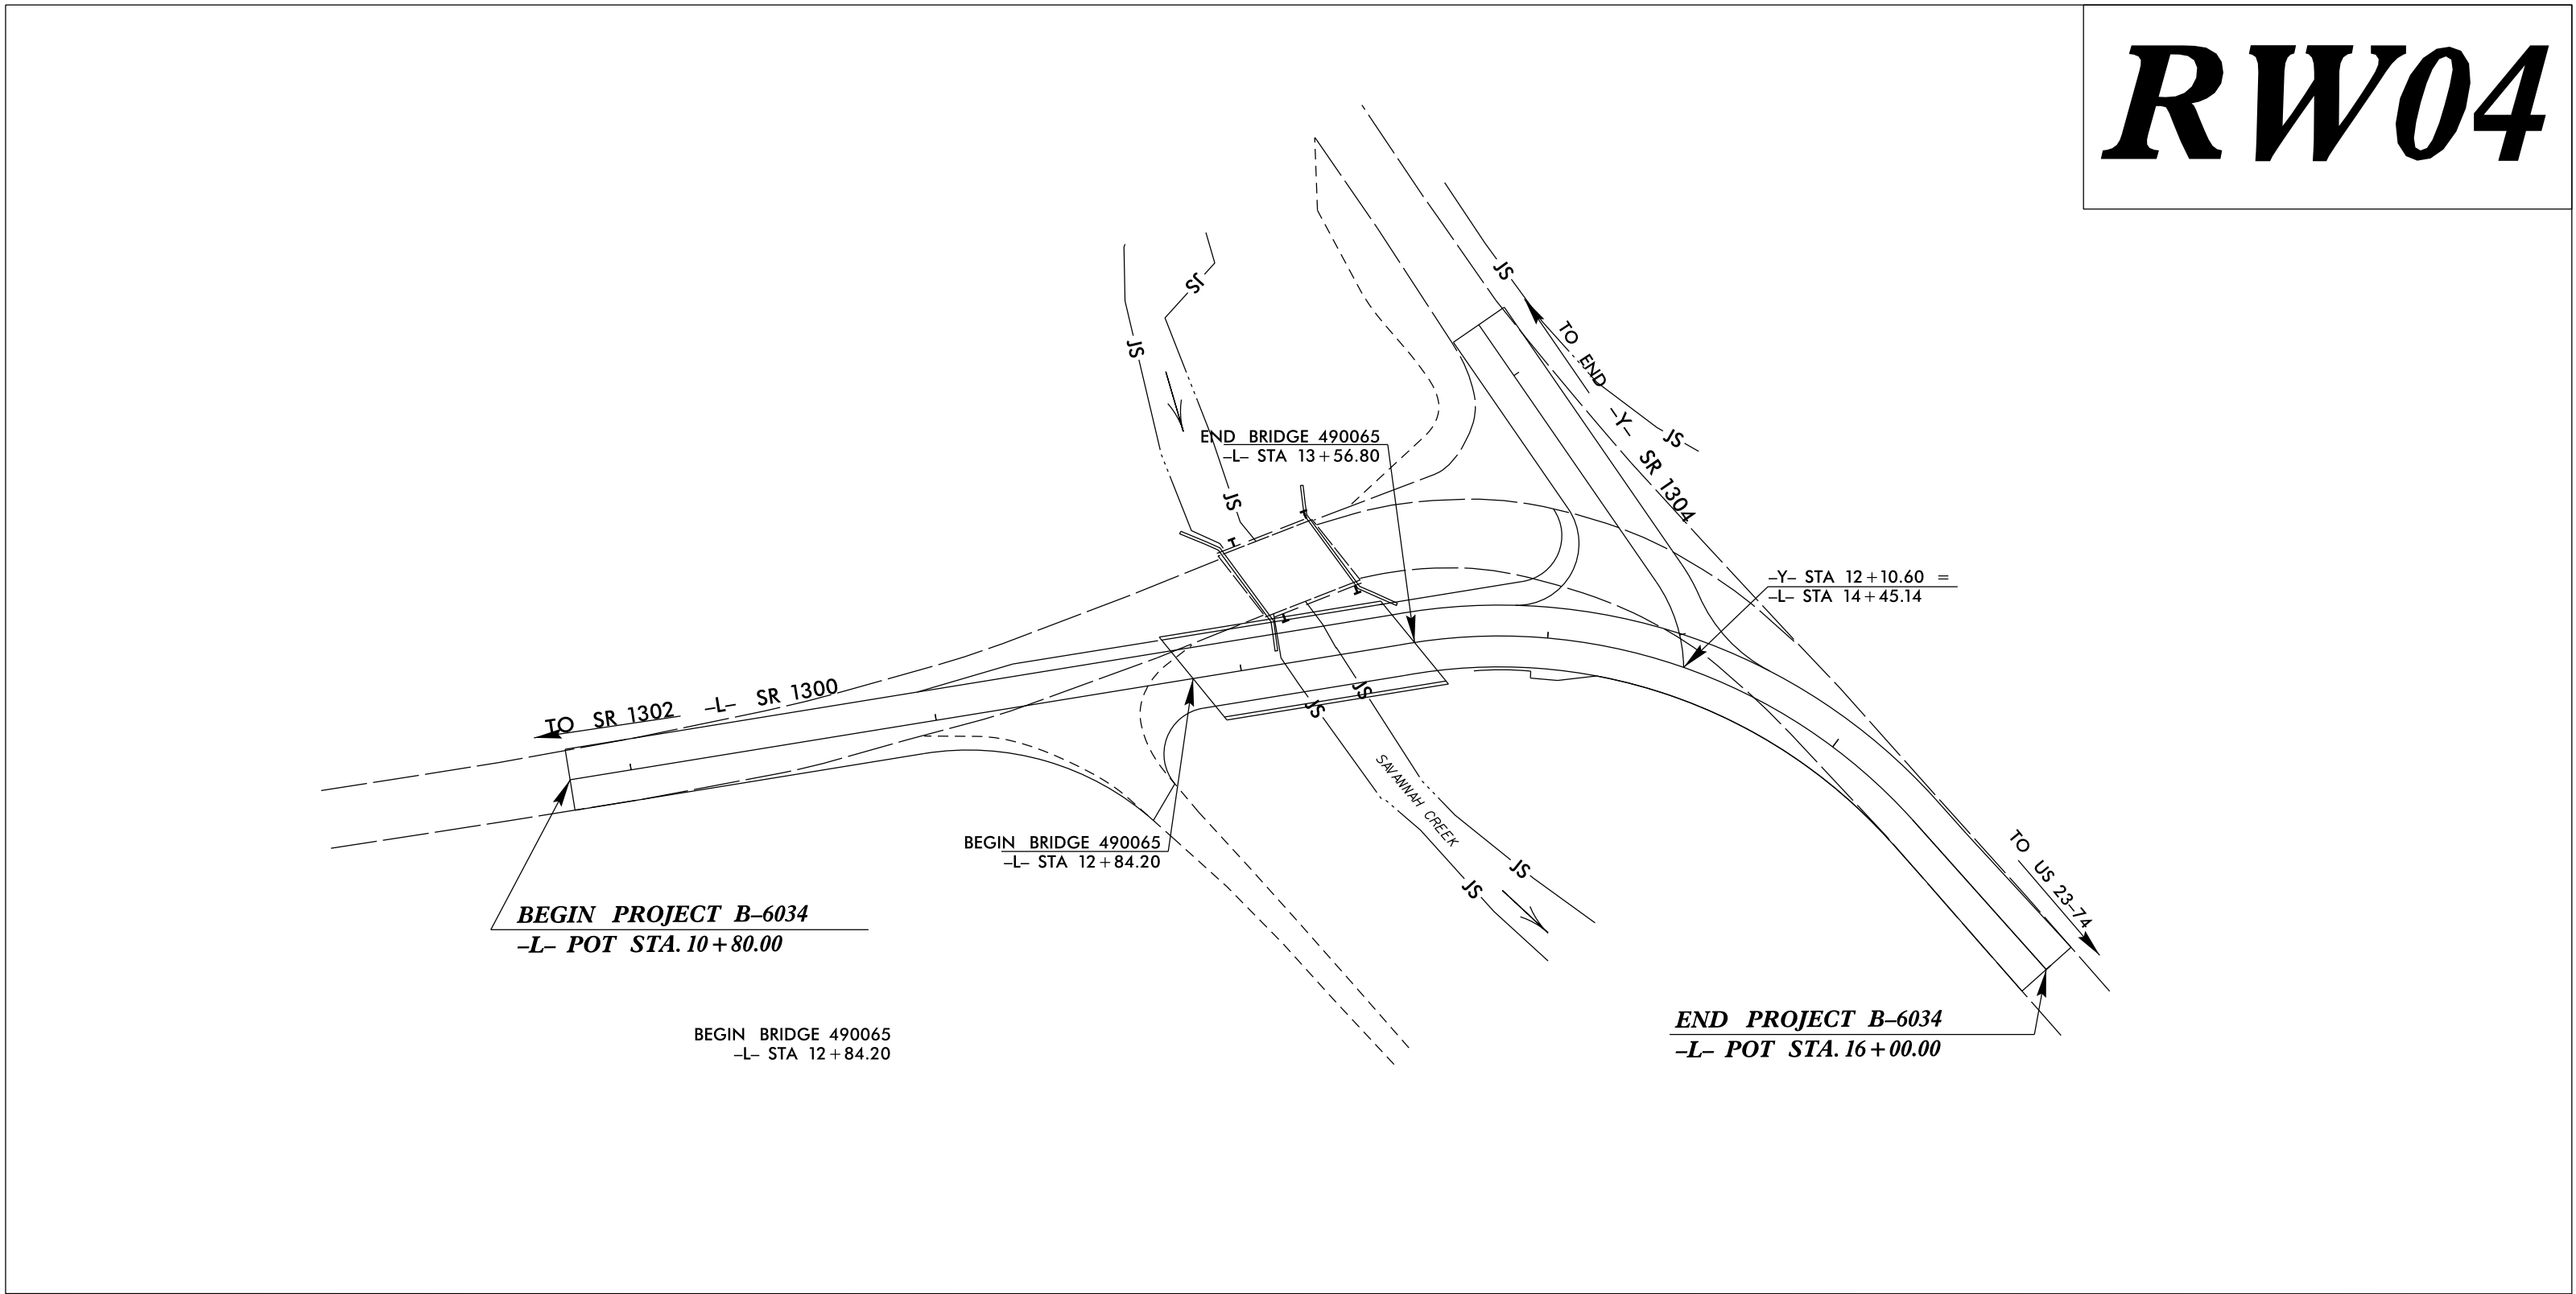 RW04
JS
JS
JS
JS
JS
TO END
–Y– SR 1304
END BRIDGE 490065
–L– STA 13+56.80
–Y– STA 12+10.60 =
–L– STA 14+45.14
TO SR 1302 –L– SR 1300
JS
JS
SAVANNAH CREEK
BEGIN BRIDGE 490065
–L– STA 12+84.20
JS
JS
TO US 23–74
BEGIN PROJECT B–6034
–L– POT STA. 10+80.00
END PROJECT B–6034
–L– POT STA. 16+00.00
BEGIN BRIDGE 490065
–L– STA 12+84.20